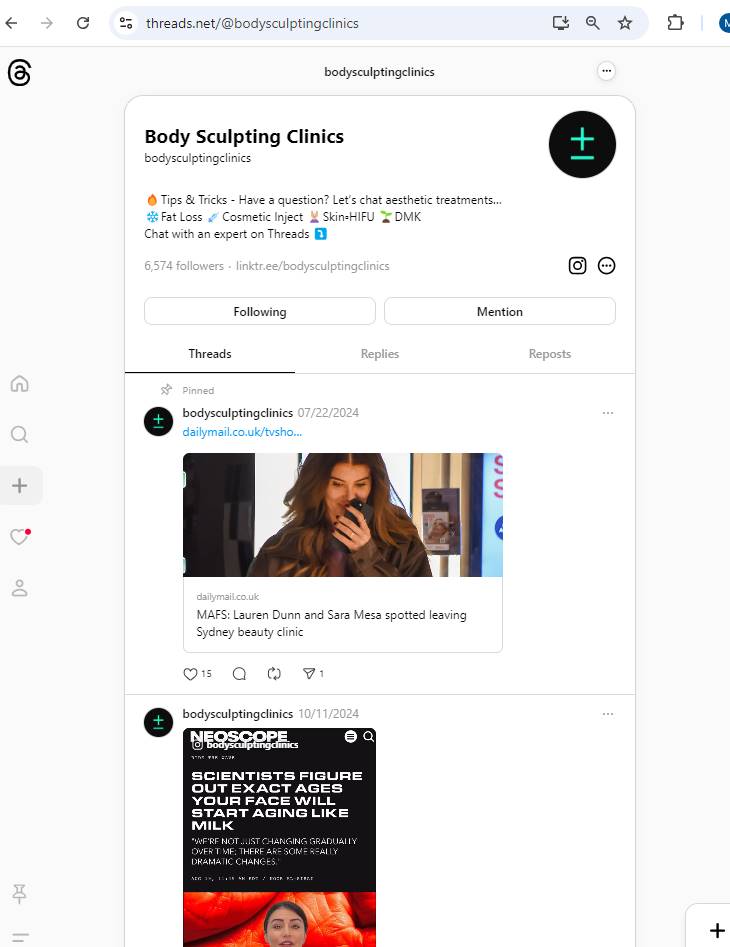 threads.net/@bodysculptingclinics
bodysculptingclinics
Body Sculpting Clinics
bodysculptingclinics
🔥Tips & Tricks - Have a question? Let's chat aesthetic treatments...
❄️Fat Loss 💉Cosmetic Inject 💆🏼‍♀️Skin+HIFU 🌱DMK
Chat with an expert on Threads ⤵️
6,574 followers · linktr.ee/bodysculptingclinics
Following
Mention
Threads
Replies
Reposts
Pinned
bodysculptingclinics 07/22/2024
dailymail.co.uk/tvsho...
dailymail.co.uk
MAFS: Lauren Dunn and Sara Mesa spotted leaving
Sydney beauty clinic
15
1
bodysculptingclinics 10/11/2024
NEOSCOPE
bodysculptingclinics
SCIENTISTS FIGURE
OUT EXACT AGES
YOUR FACE WILL
START AGING LIKE
MILK
"WE'RE NOT JUST CHANGING GRADUALLY
OVER TIME; THERE ARE SOME REALLY
DRAMATIC CHANGES."